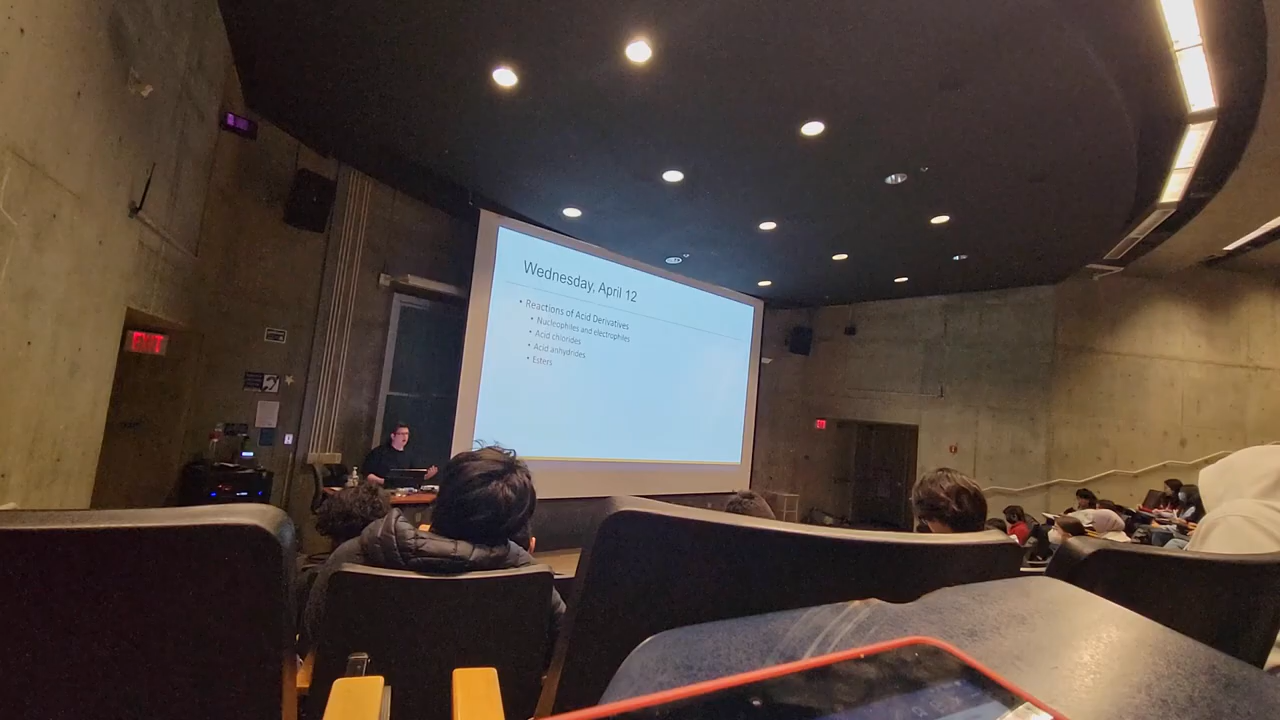 Wednesday, April 12
• Reactions of Acid Derivatives
• Nucleophiles and electrophiles
• Acid chlorides
• Acid anhydrides
• Esters
EXIT